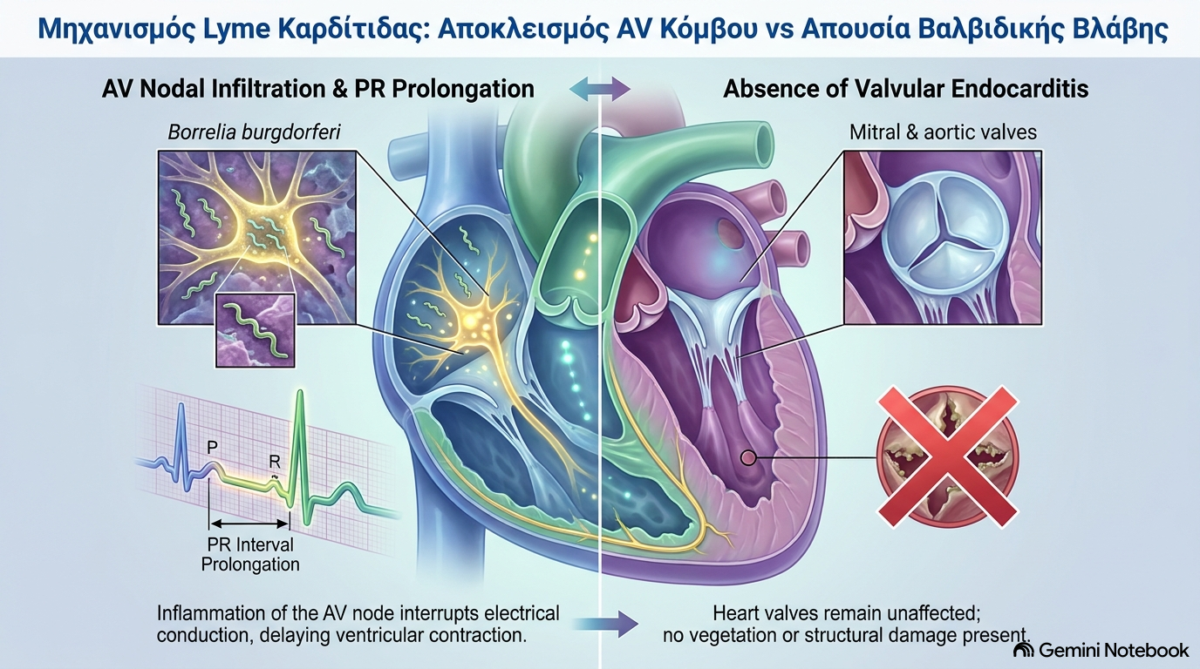 Μηχανισμός Lyme Καρδίτιδας: Αποκλεισμός AV Κόμβου vs Απουσία Βαλβιδικής Βλάβης
AV Nodal Infiltration & PR Prolongation
Absence of Valvular Endocarditis
Borrelia burgdorferi
Mitral & aortic valves
P
R
PR Interval
Prolongation
Inflammation of the AV node interrupts electrical
conduction, delaying ventricular contraction.
Heart valves remain unaffected;
no vegetation or structural damage present.
Gemini Notebook